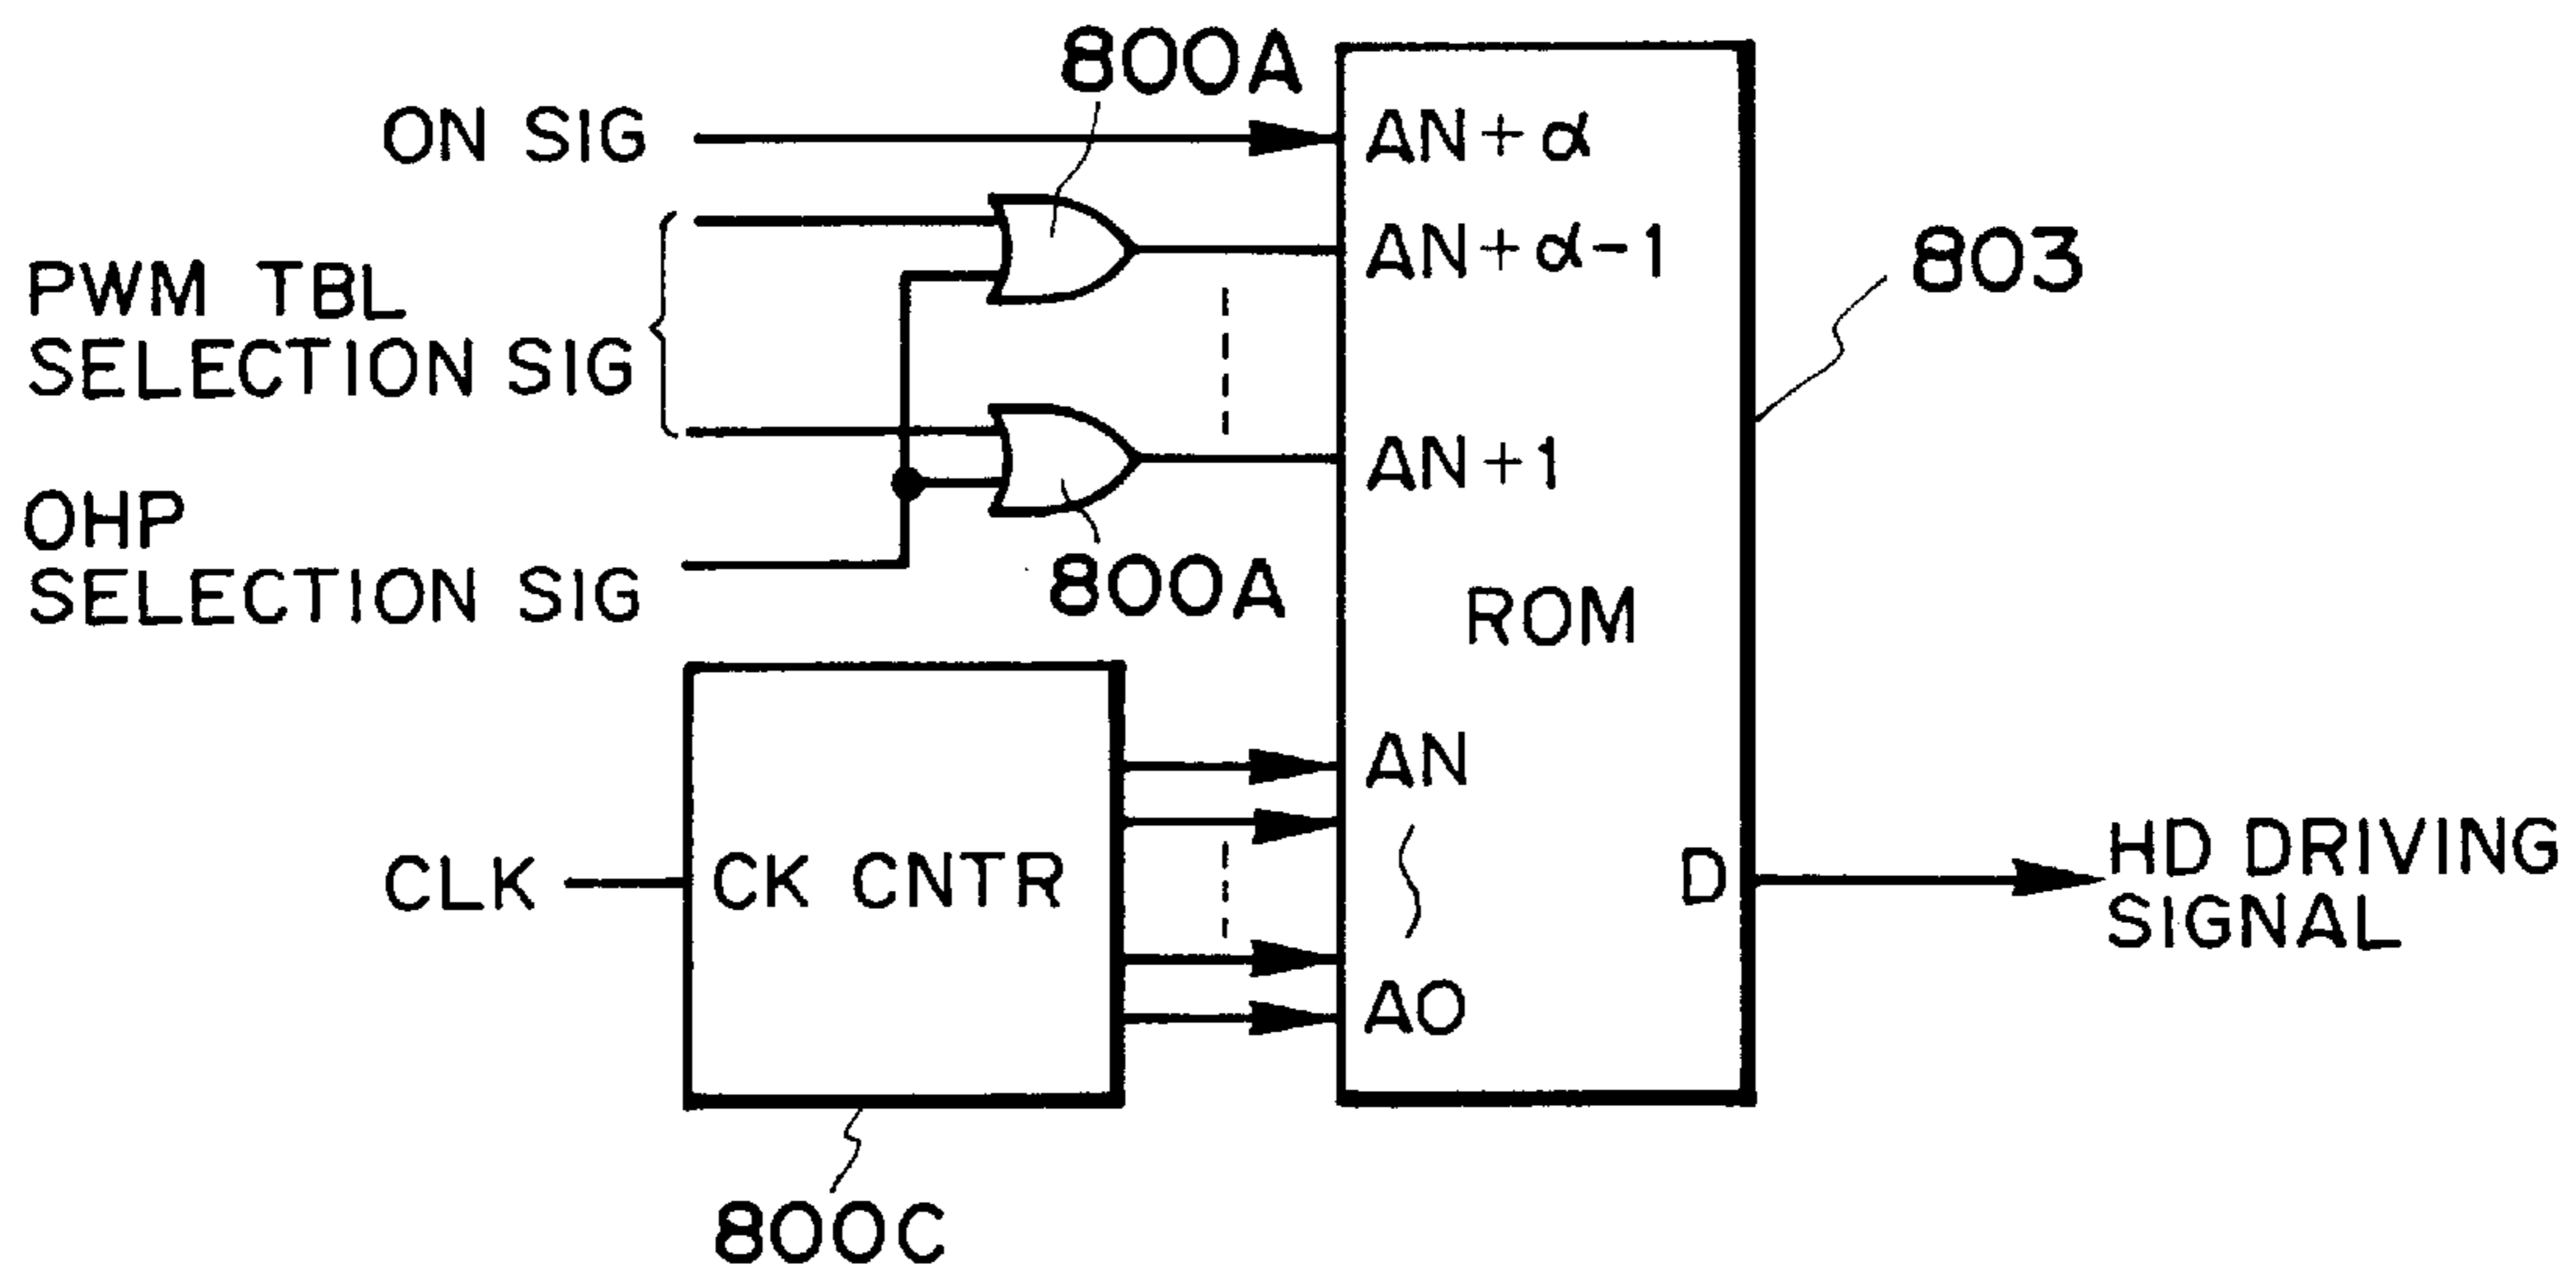 800A
ON SIG
AN+α
AN+α-1
803
PWM TBL
SELECTION SIG
AN+1
OHP
SELECTION SIG
800A
ROM
AN
CLK
CK CNTR
D
HD DRIVING
SIGNAL
A0
800C